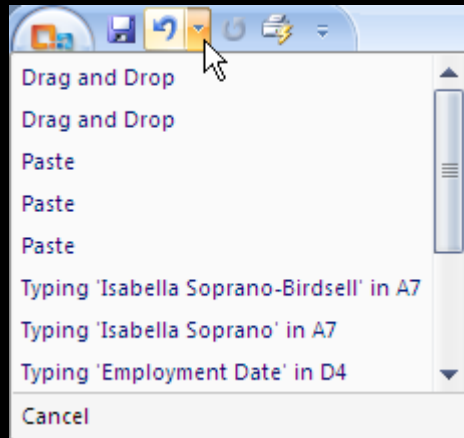 Drag and Drop
Drag and Drop
Paste
Paste
Paste
Typing 'Isabella Soprano-Birdsell' in A7
Typing 'Isabella Soprano' in A7
Typing 'Employment Date' in D4
Cancel